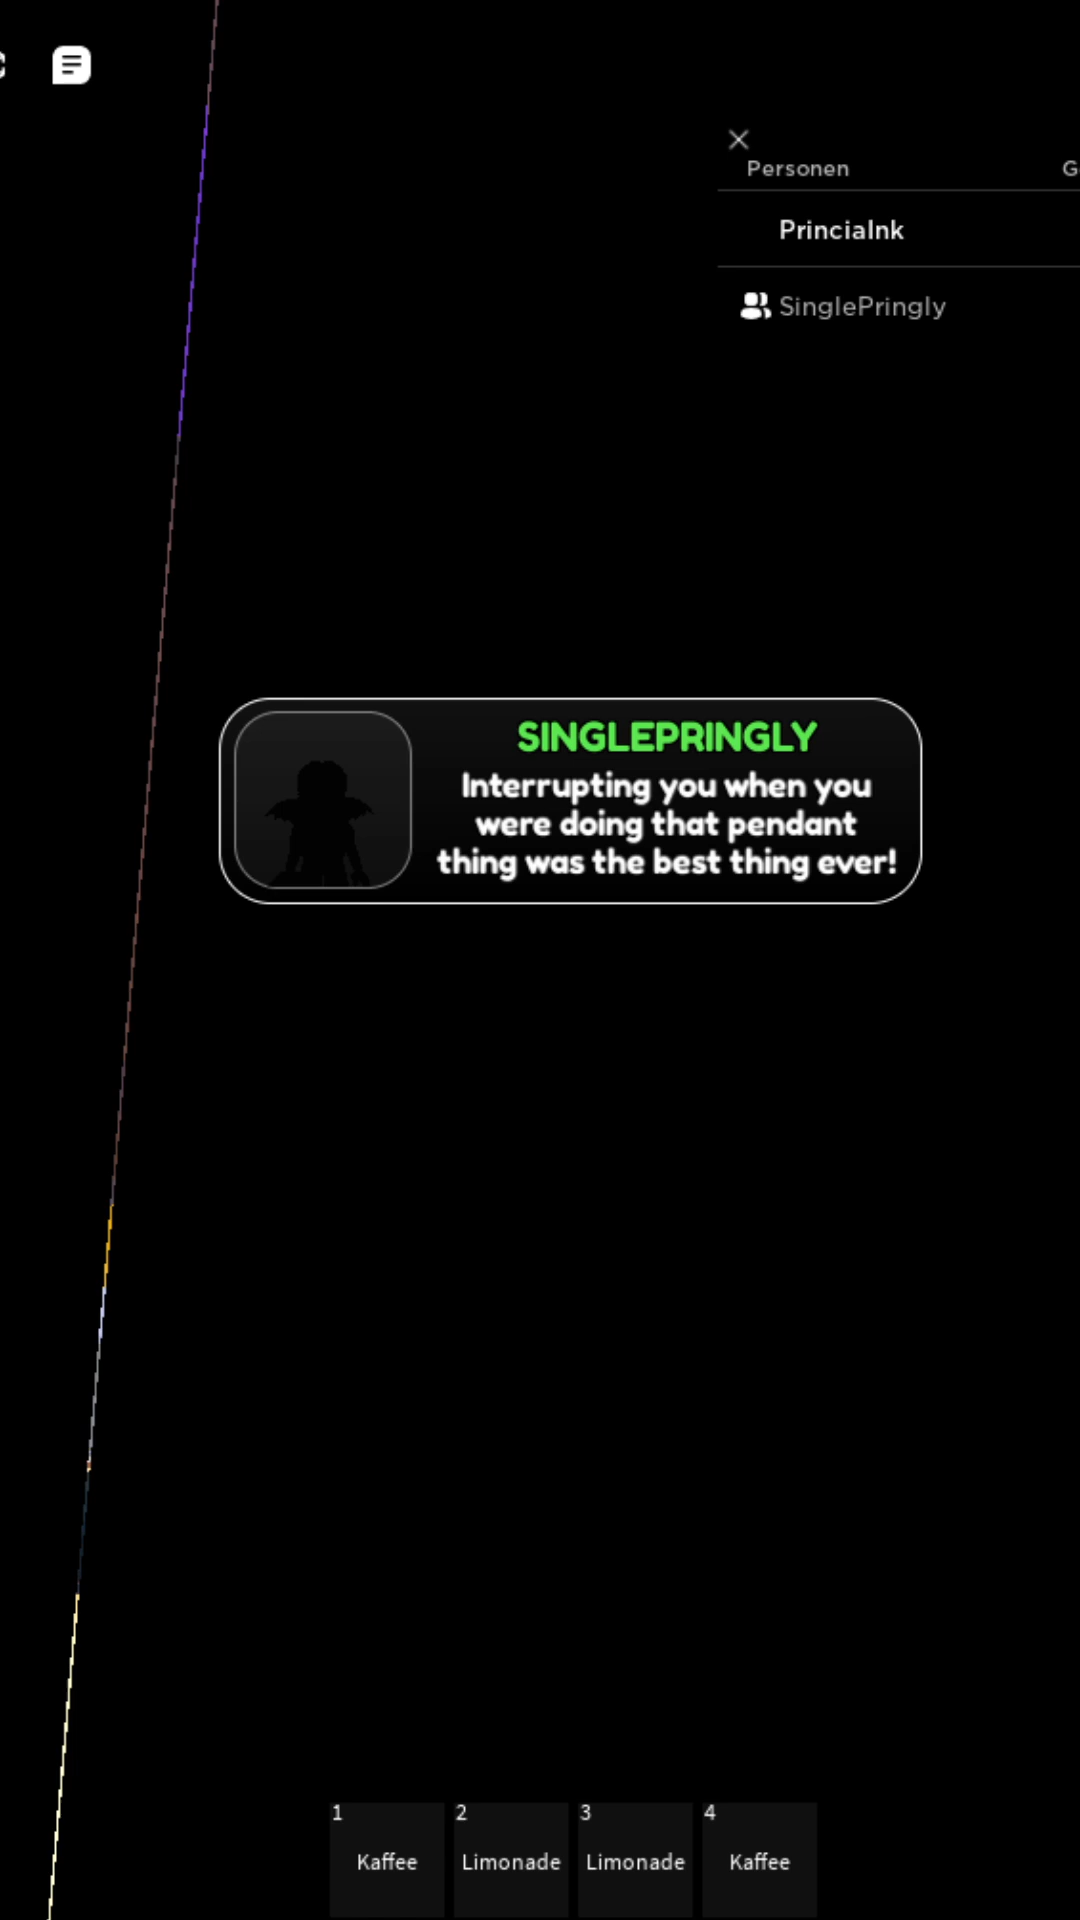 Personen
PrinciaInk
SinglePringly
SINGLEPRINGLY
Interrupting you when you
were doing that pendant
thing was the best thing ever!
1
Kaffee
2
Limonade
3
Limonade
4
Kaffee